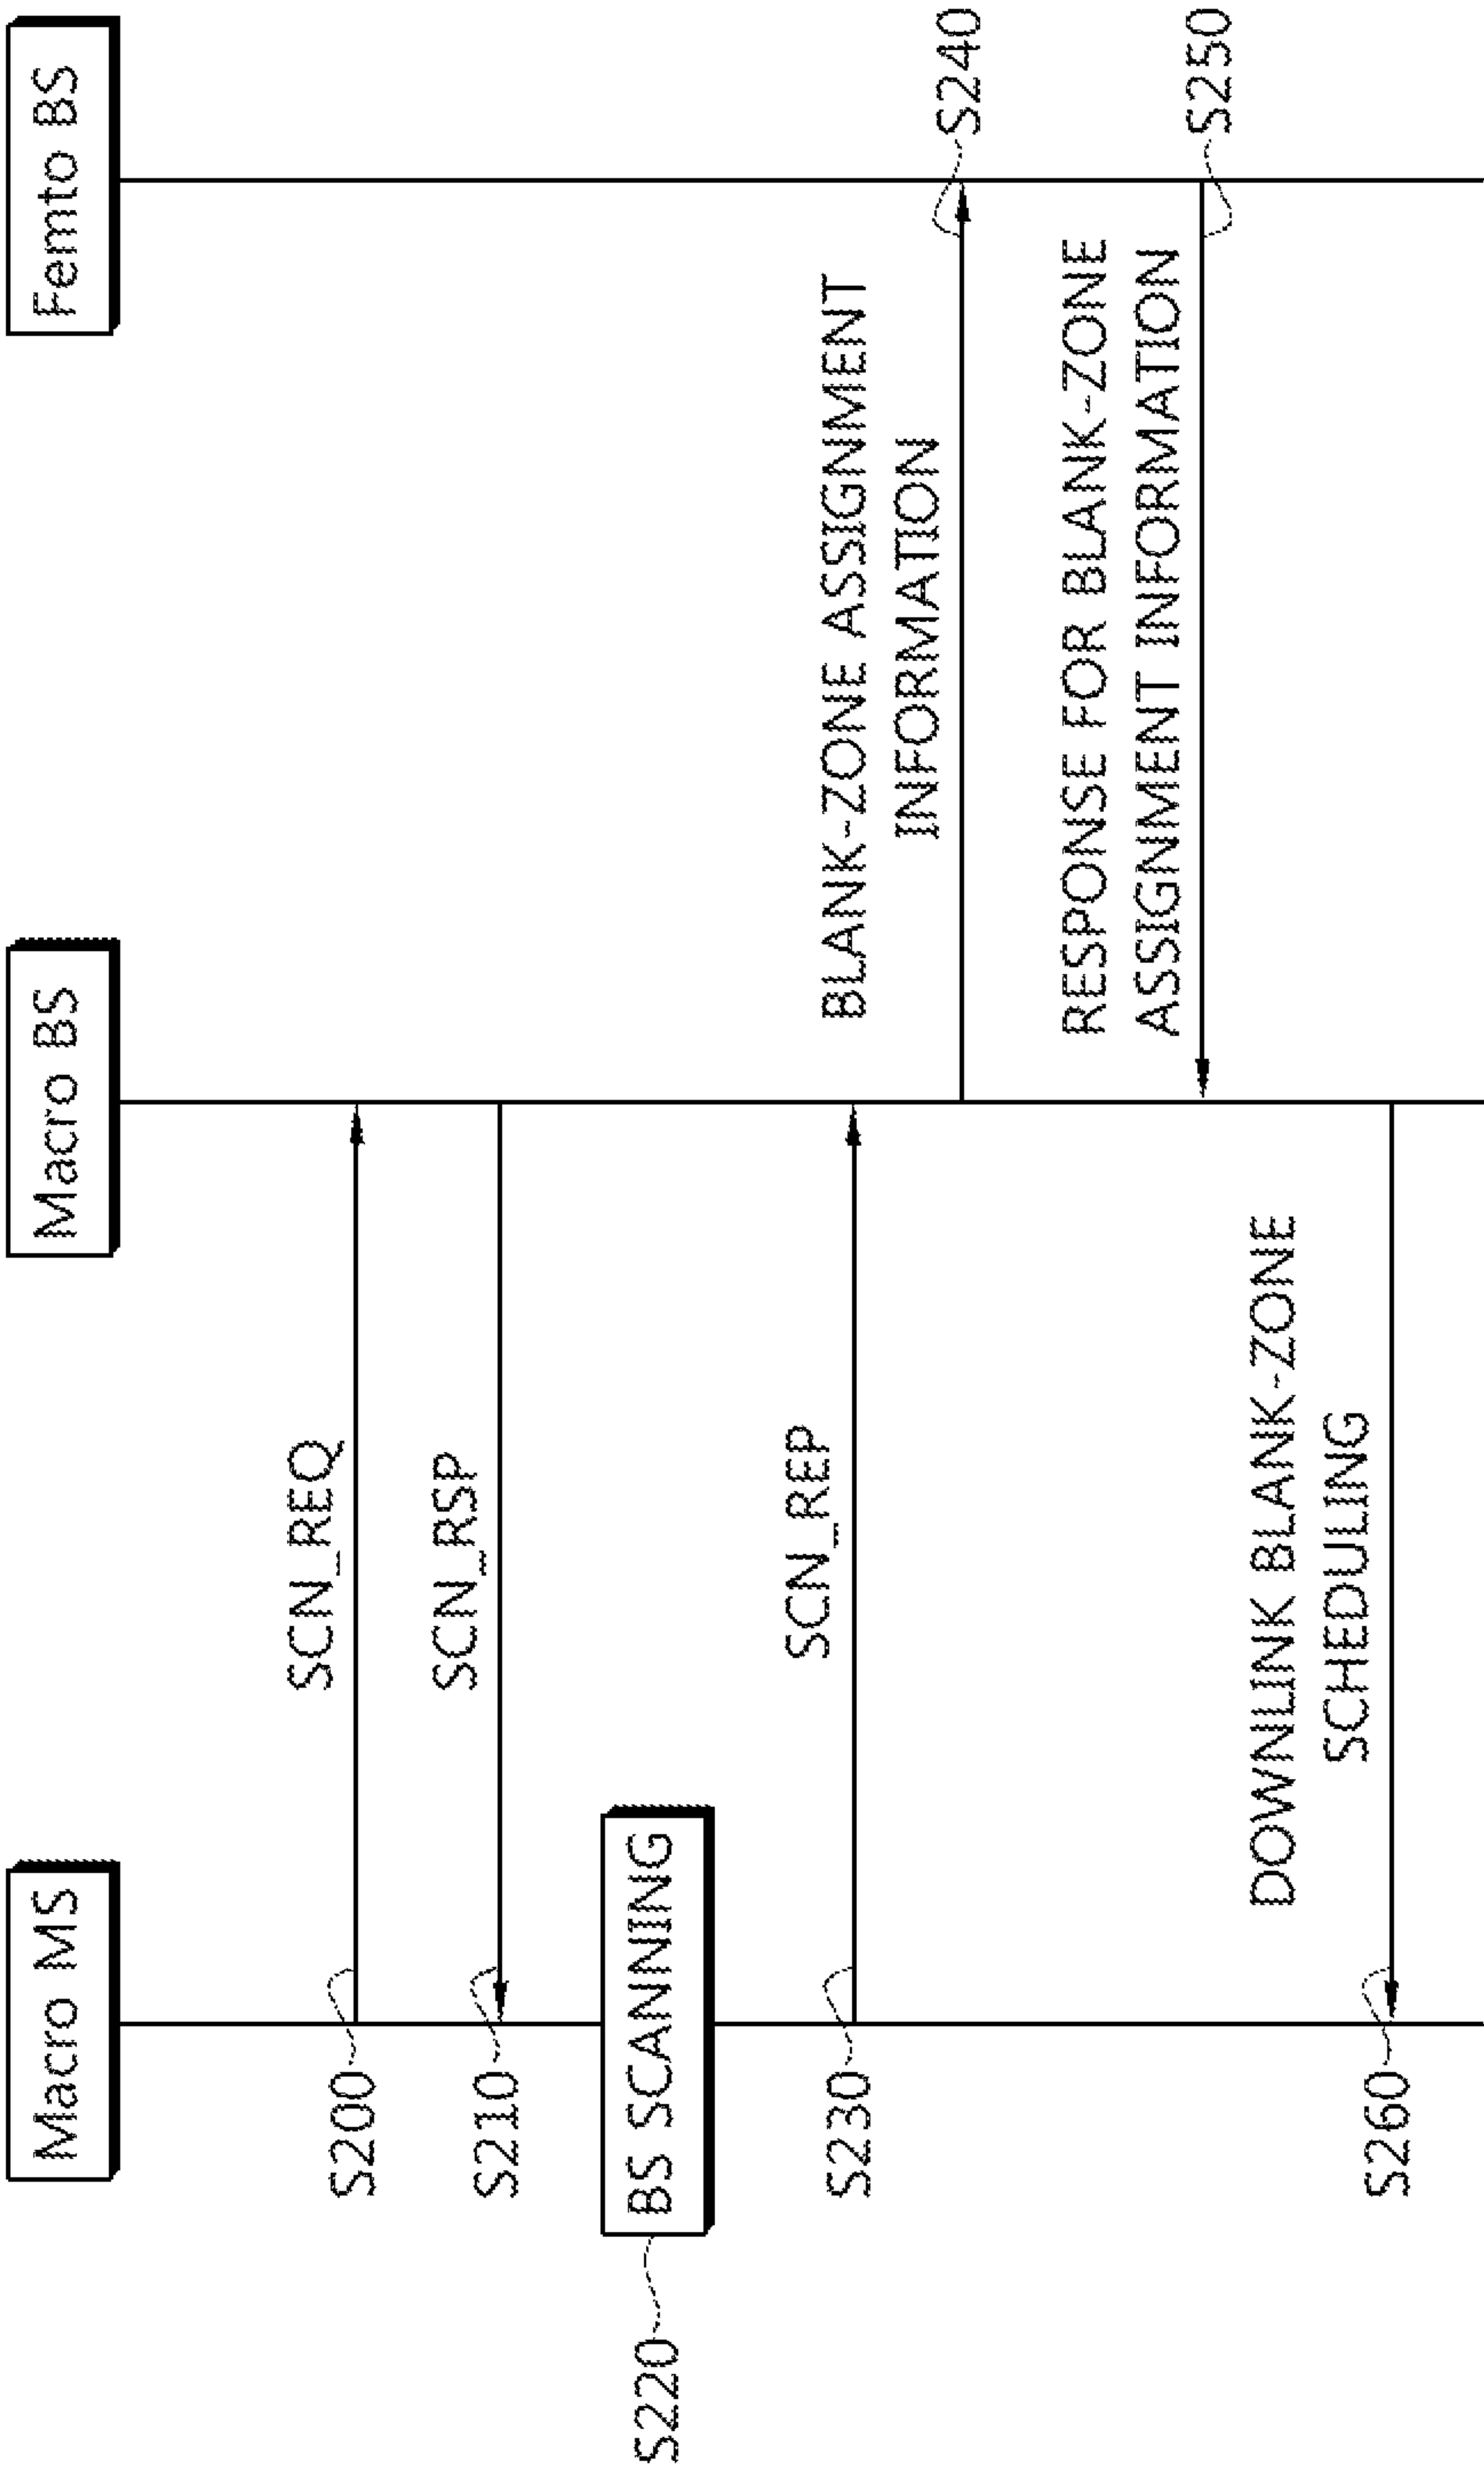 Macro MS
Macro BS
Femto BS
S200
SCN_REQ
S210
SCN_RSP
S220
BS SCANNING
S230
SCN_REP
BLANK-ZONE ASSIGNMENT
INFORMATION
S240
RESPONSE FOR BLANK-ZONE
ASSIGNMENT INFORMATION
S250
DOWNLINK BLANK-ZONE
SCHEDULING
S260